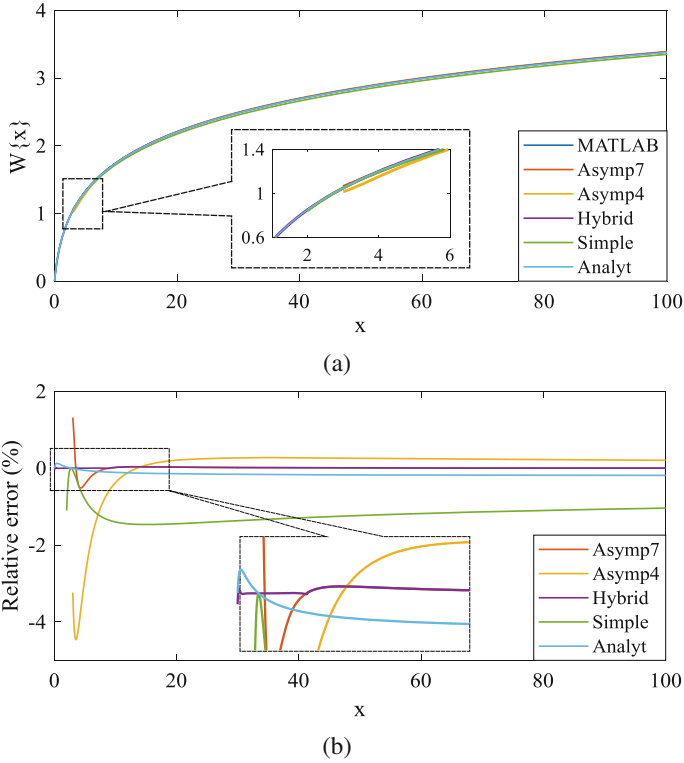 4
3
2
1
0
W{x}
1.4
1
0.6
2
4
6
MATLAB
Asymp7
Asymp4
Hybrid
Simple
Analyt
0
20
40
60
80
100
x
(a)
2
0
-2
-4
Relative error (%)
Asymp7
Asymp4
Hybrid
Simple
Analyt
0
20
40
60
80
100
x
(b)